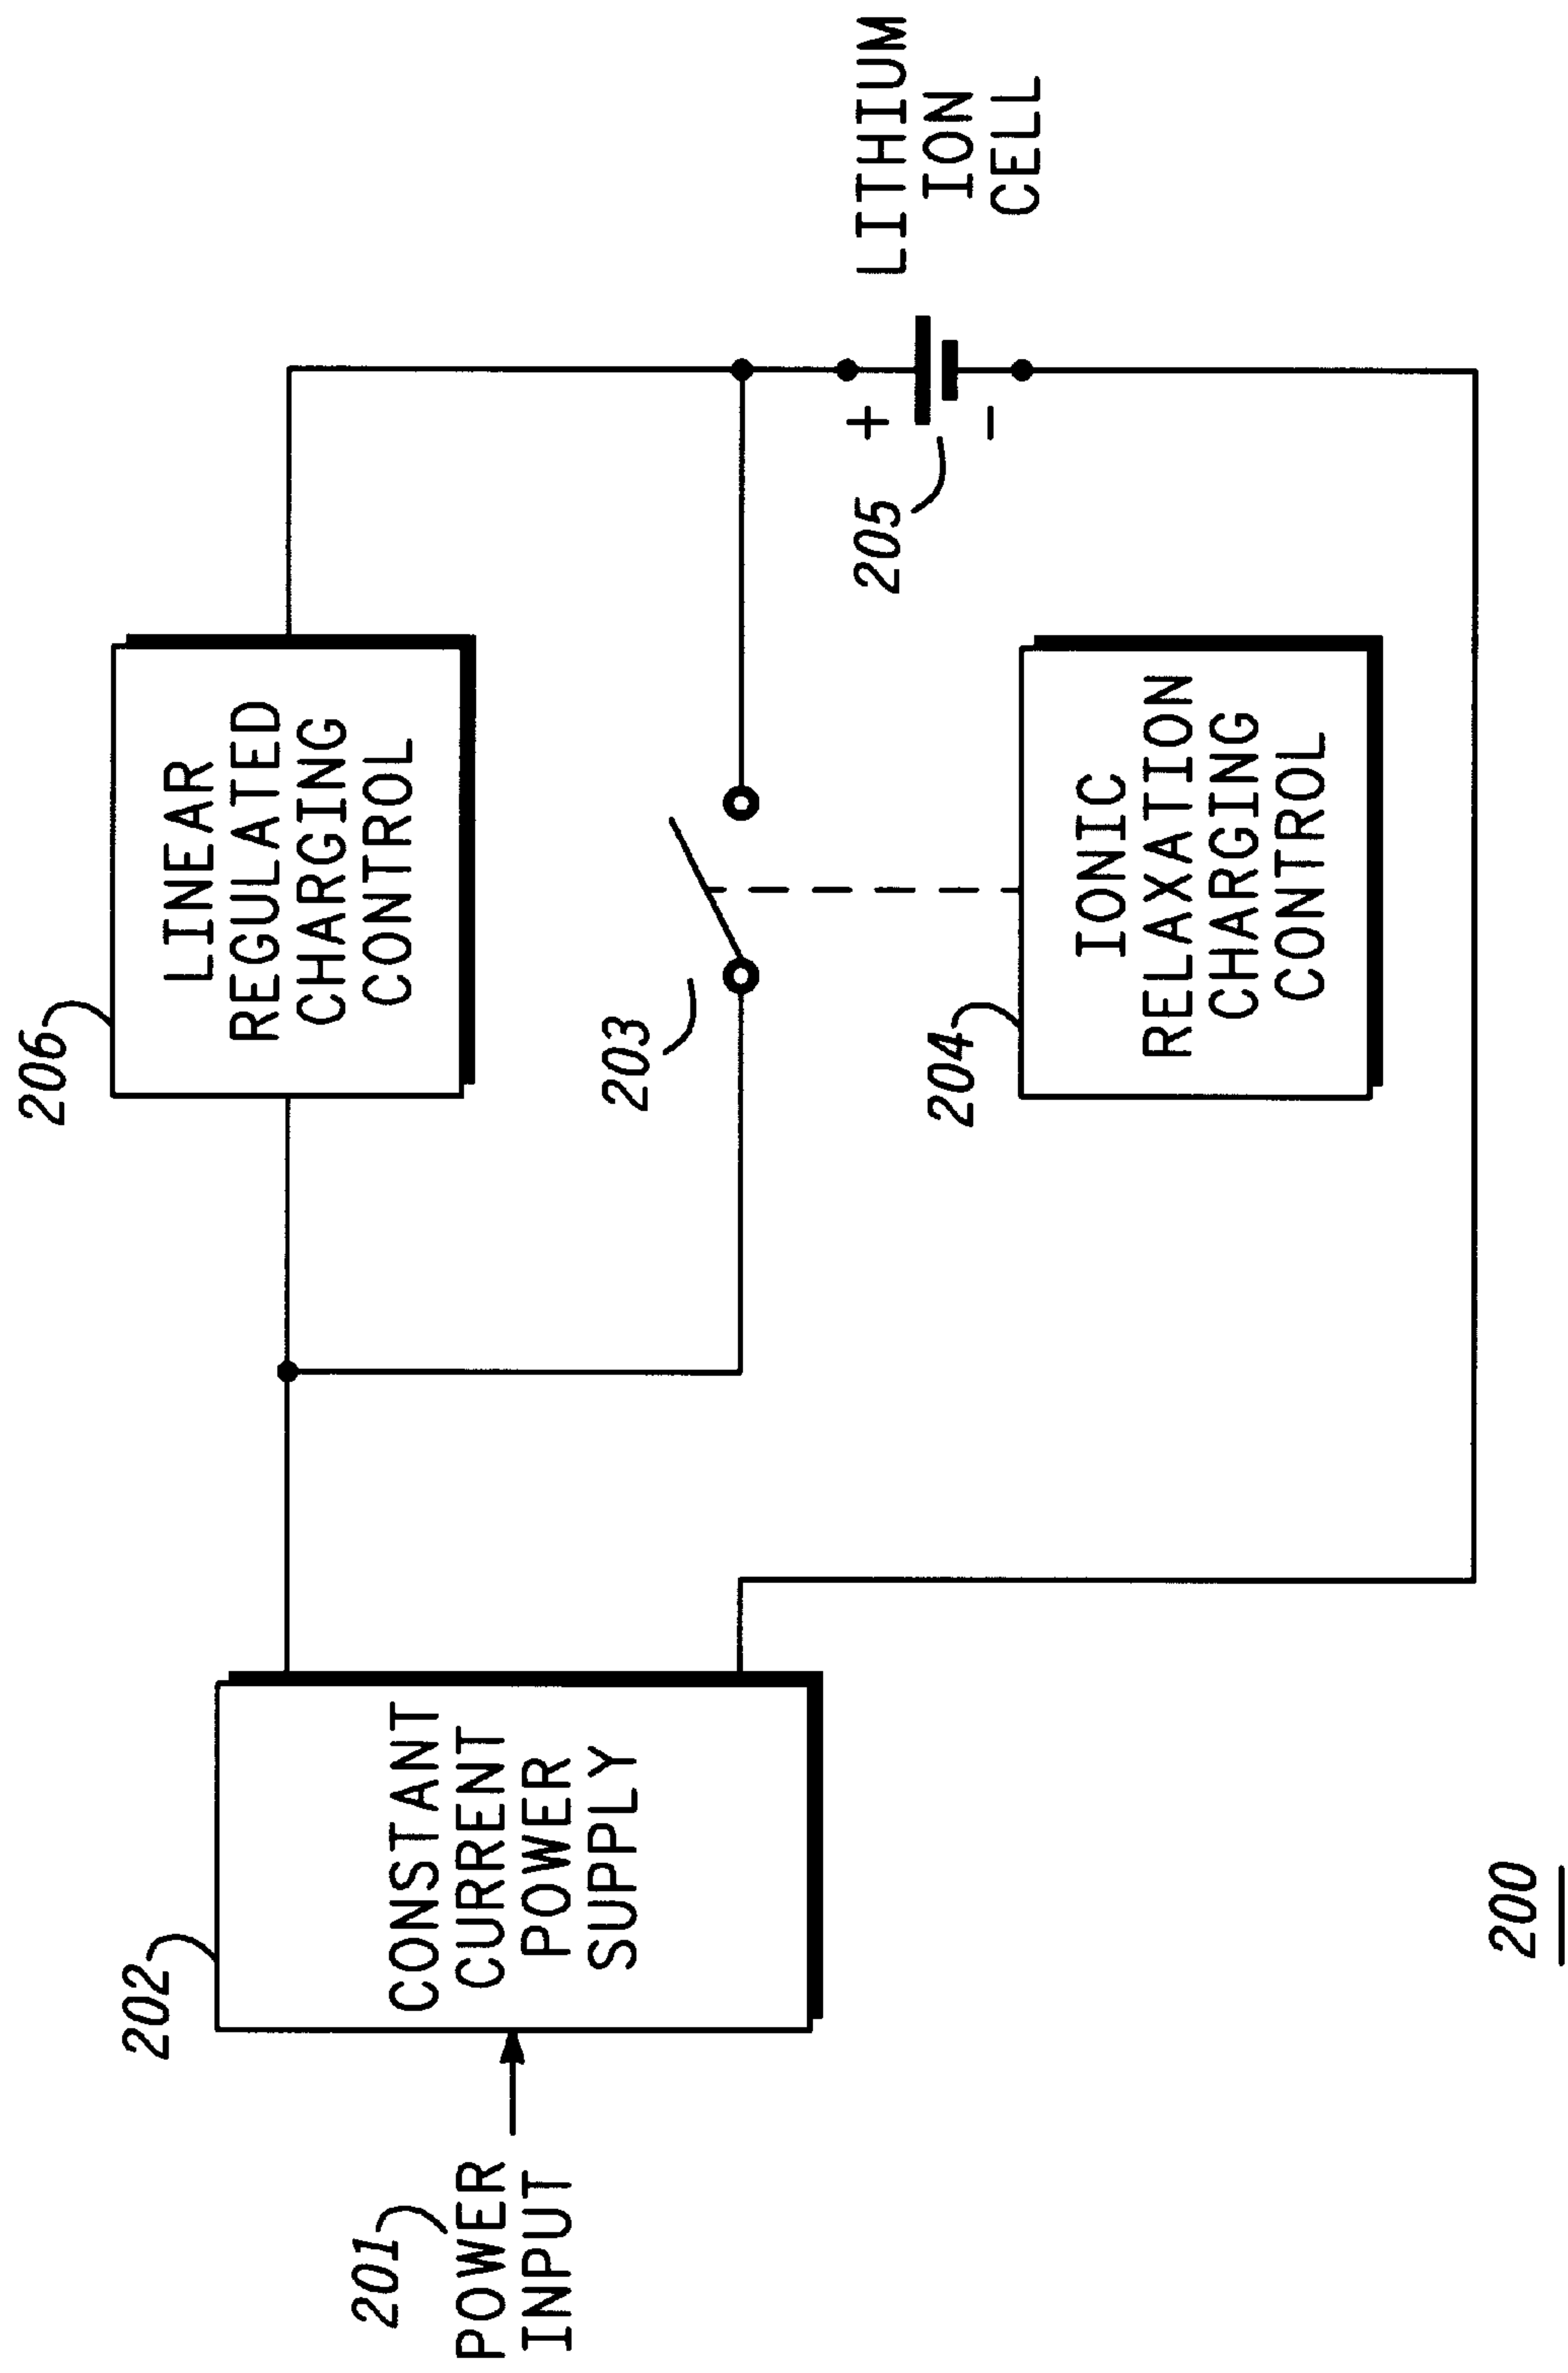 206
LINEAR
REGULATED
CHARGING
CONTROL
202
CONSTANT
CURRENT
POWER
SUPPLY
201
POWER
INPUT
203
204
IONIC
RELAXATION
CHARGING
CONTROL
+
-
205
LITHIUM
ION
CELL
200